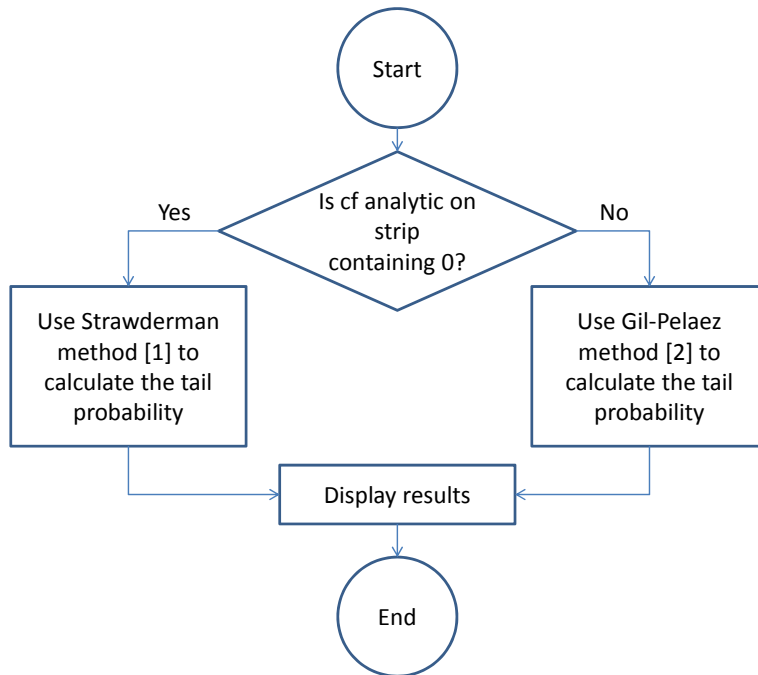 Start
Is cf analytic on
strip
containing 0?
Yes
No
Use Strawderman
method [1] to
calculate the tail
probability
Use Gil-Pelaez
method [2] to
calculate the tail
probability
Display results
End